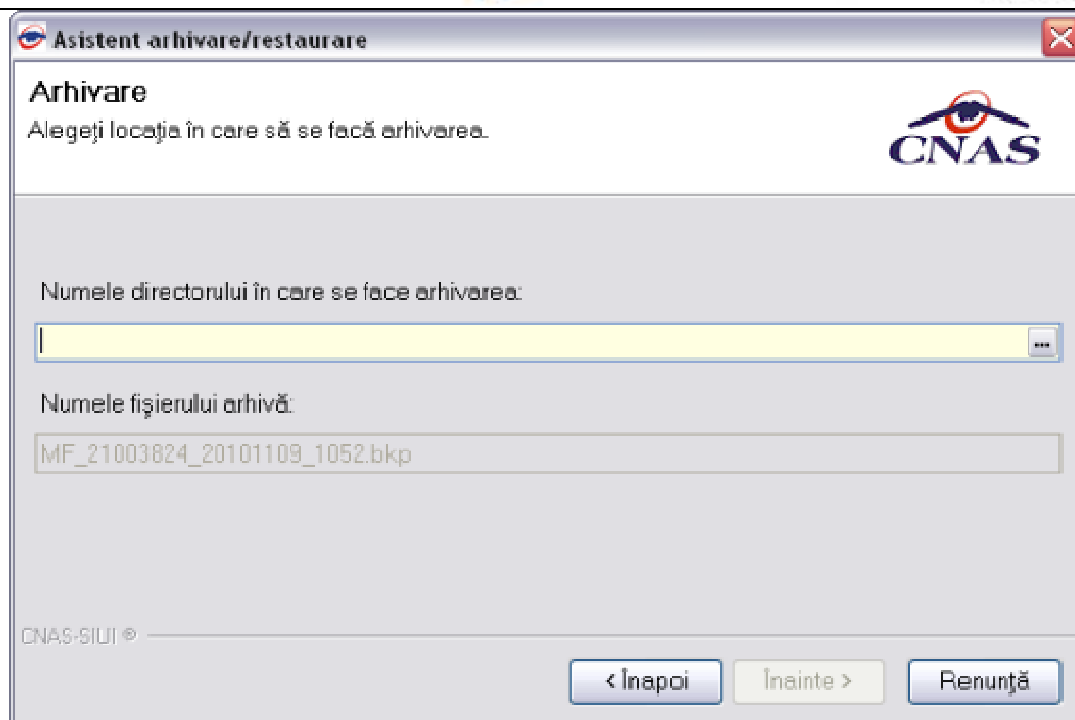 Asistent arhivare/restaurare
Arhivare
Alegeţi locaţia în care să se facă arhivarea.
CNAS
Numele directorului în care se face arhivarea:
...
Numele fişierului arhivă:
MF_21003824_20101109_1052.bkp
CNAS-SIUI ®
< Înapoi
Înainte >
Renunţă